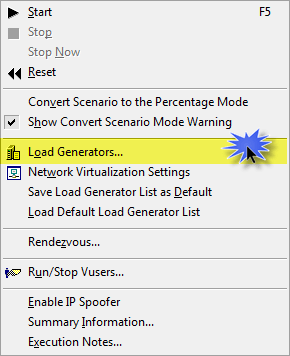 Start F5
Stop
Stop Now
Reset
Convert Scenario to the Percentage Mode
Show Convert Scenario Mode Warning
Load Generators...
Network Virtualization Settings
Save Load Generator List as Default
Load Default Load Generator List
Rendezvous...
Run/Stop Vusers...
Enable IP Spoofer
Summary Information...
Execution Notes...